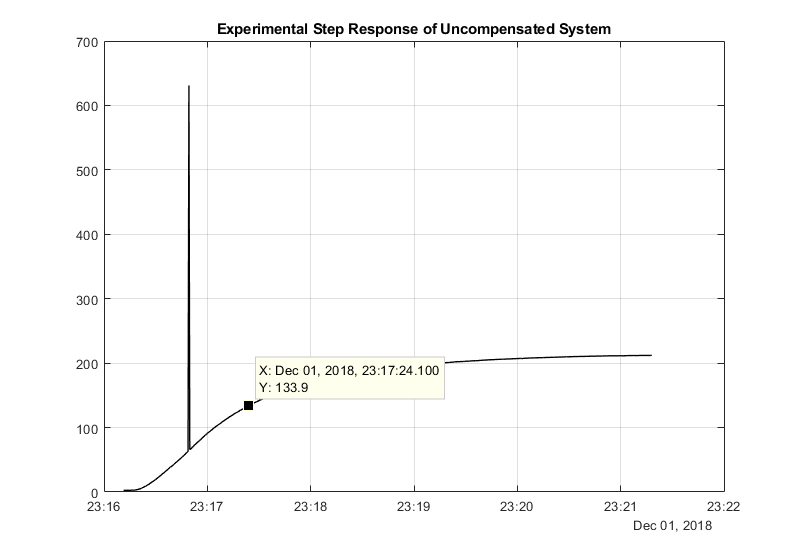 Experimental Step Response of Uncompensated System
700
600
500
400
300
200
100
0
X: Dec 01, 2018, 23:17:24.100
Y: 133.9
23:16 23:17 23:18 23:19 23:20 23:21 23:22
Dec 01, 2018